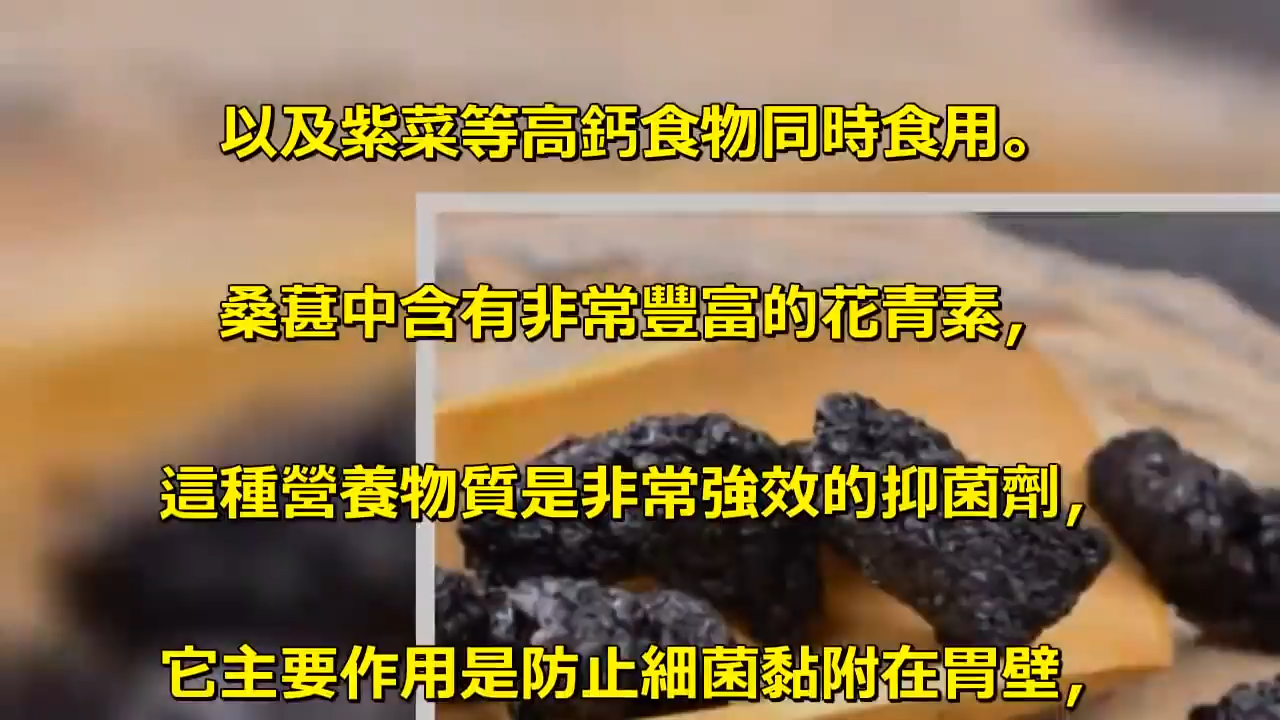 以及紫菜等高鈣食物同時食用。
桑葚中含有非常豐富的花青素，
這種營養物質是非常強效的抑菌劑，
它主要作用是防止細菌黏附在胃壁，